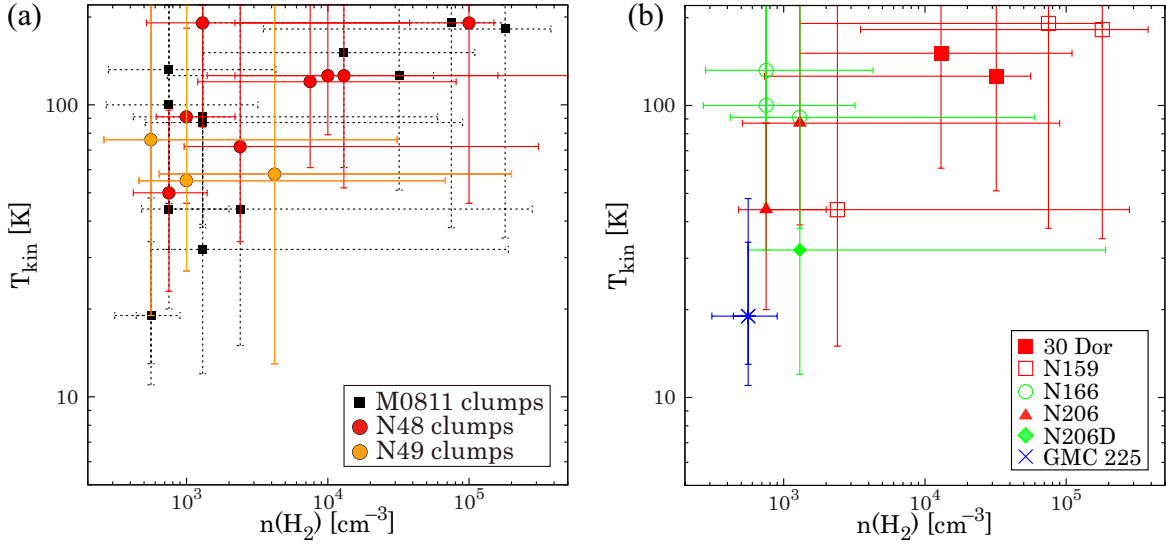 (a)
100
10
T_kin [K]
10^3
10^4
10^5
n(H_2) [cm^−3]
M0811 clumps
N48 clumps
N49 clumps
(b)
100
10
T_kin [K]
10^3
10^4
10^5
n(H_2) [cm^−3]
30 Dor
N159
N166
N206
N206D
GMC 225